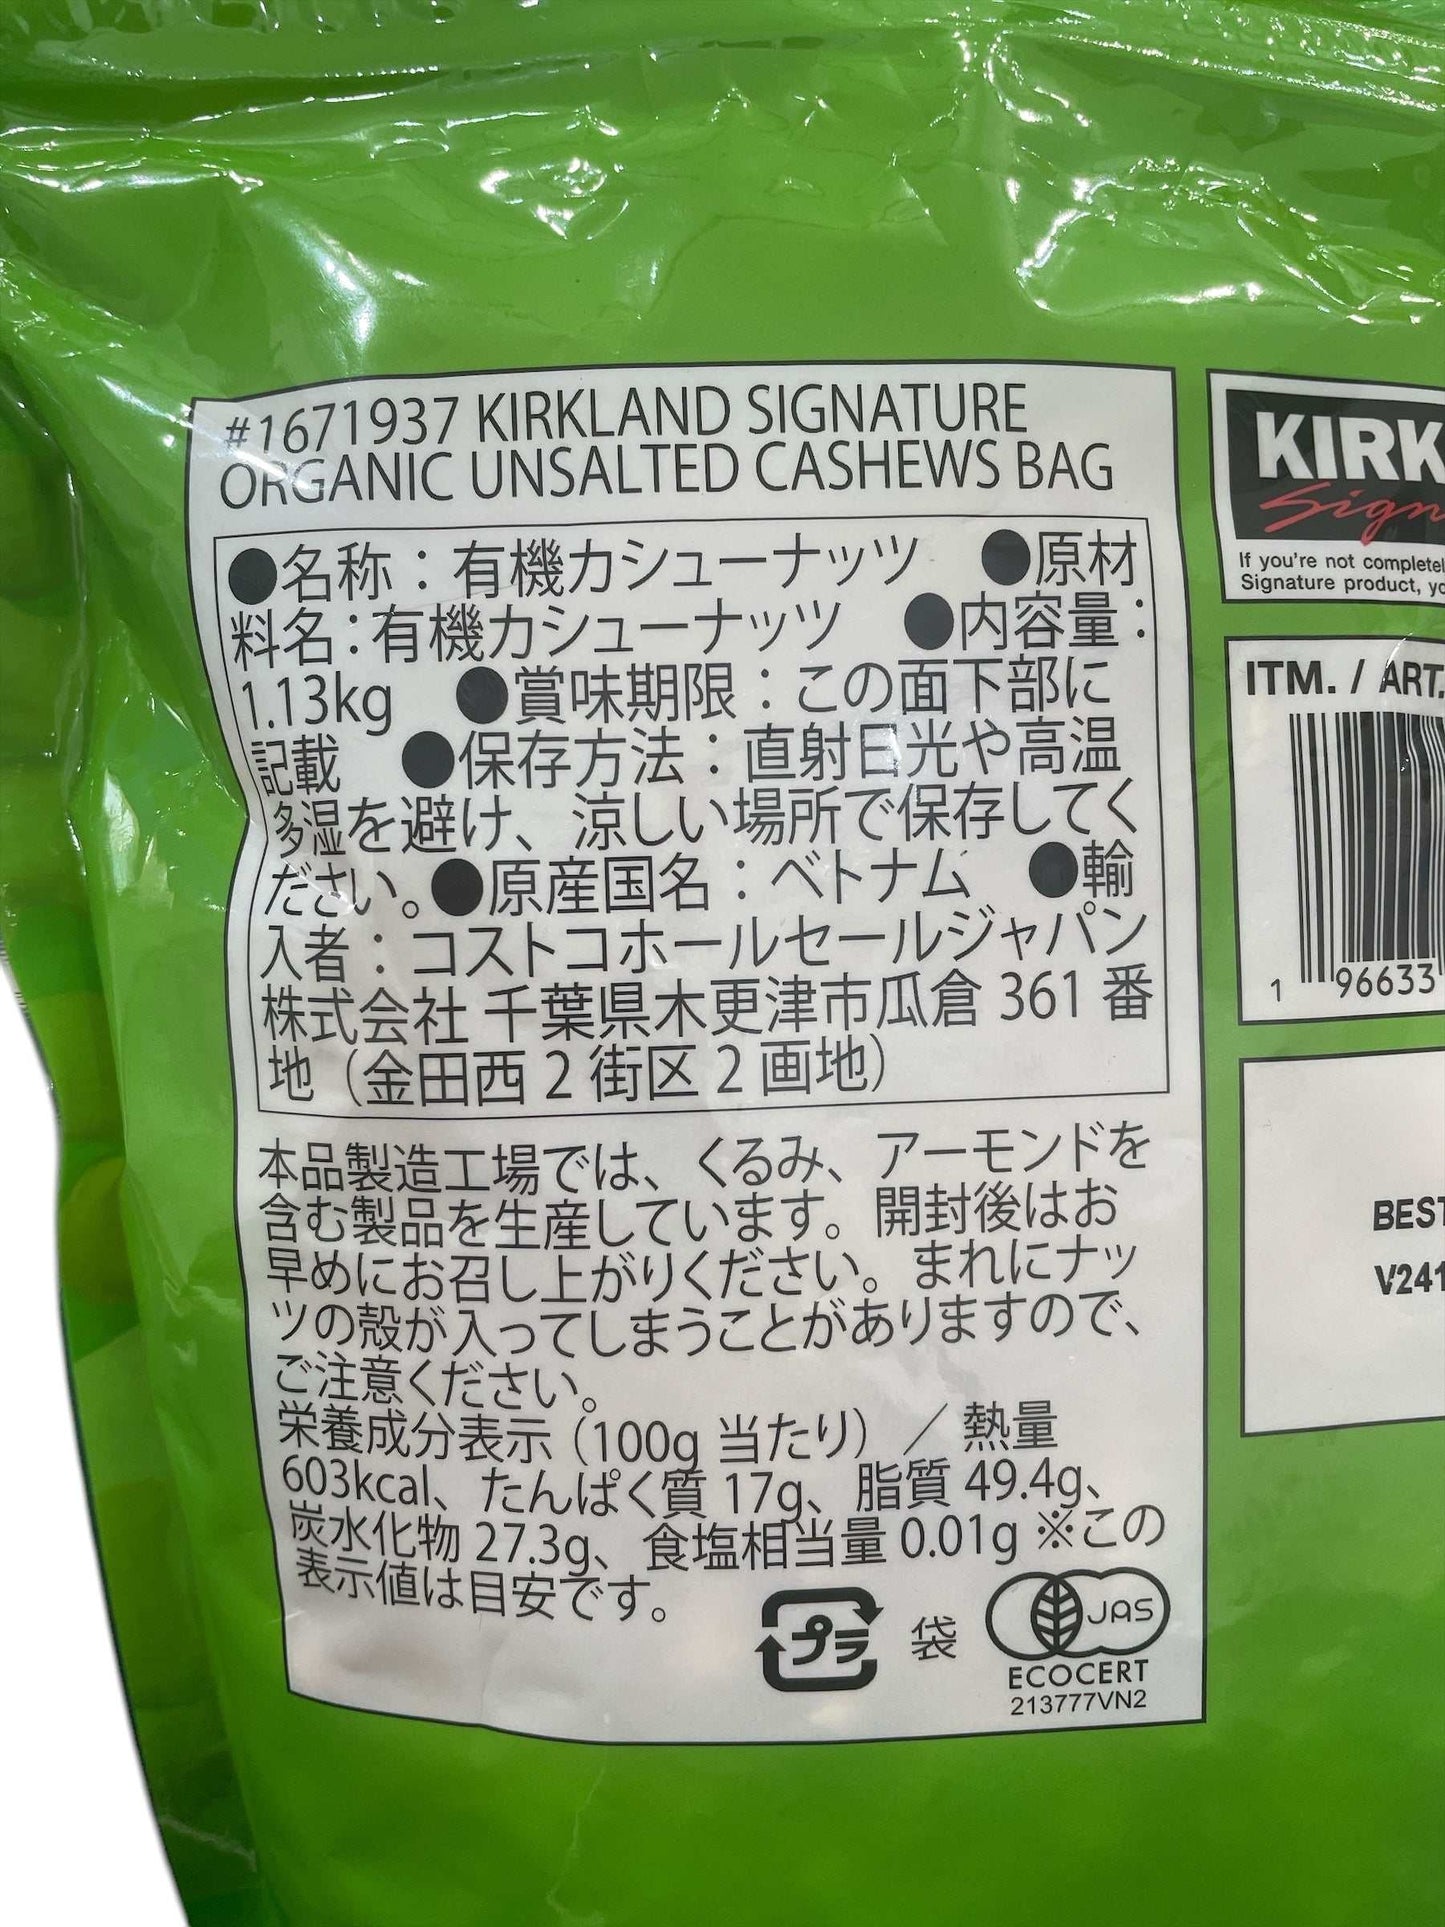 #1671937 KIRKLAND SIGNATURE
ORGANIC UNSALTED CASHEWS BAG
●名称：有機カシューナッツ　●原材
料名：有機カシューナッツ　●内容量：
1.13kg　●賞味期限：この面下部に
記載　●保存方法：直射日光や高温
多湿を避け、涼しい場所で保存してく
ださい。●原産国名：ベトナム　●輸
入者：コストコホールセールジャパン
株式会社 千葉県木更津市瓜倉 361 番
地（金田西 2 街区 2 画地）
本品製造工場では、くるみ、アーモンドを
含む製品を生産しています。開封後はお
早めにお召し上がりください。まれにナッ
ツの殻が入ってしまうことがありますので、
ご注意ください。
栄養成分表示（100g 当たり）／熱量
603kcal、たんぱく質 17g、脂質 49.4g、
炭水化物 27.3g、食塩相当量 0.01g ※この
表示値は目安です。
プラ 袋 JAS
ECOCERT
213777VN2
KIRK
Sign
If you're not completel
Signature product, yo
ITM. / ART.
1 96633
BEST
V241